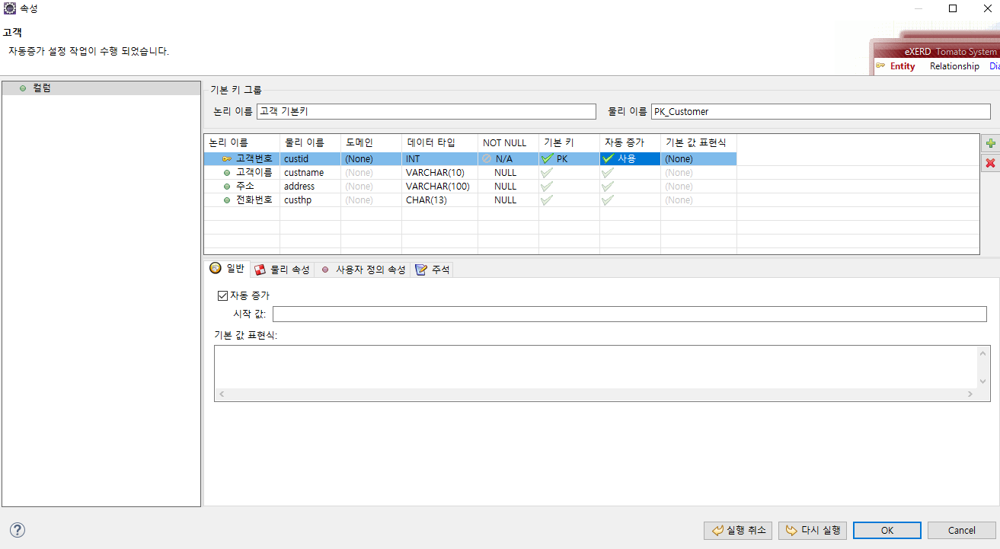 속성
고객
자동증가 설정 작업이 수행 되었습니다.
eXERD Tomato System
Entity Relationship Dia
컬럼
기본 키 그룹
논리 이름 고객 기본키 물리 이름 PK_Customer
논리 이름 물리 이름 도메인 데이터 타입 NOT NULL 기본 키 자동 증가 기본 값 표현식
고객번호 custid (None) INT N/A PK 사용 (None)
고객이름 custname (None) VARCHAR(10) NULL (None)
주소 address (None) VARCHAR(100) NULL (None)
전화번호 custhp (None) CHAR(13) NULL (None)
일반 물리 속성 사용자 정의 속성 주석
자동 증가
시작 값:
기본 값 표현식:
실행 취소 다시 실행 OK Cancel